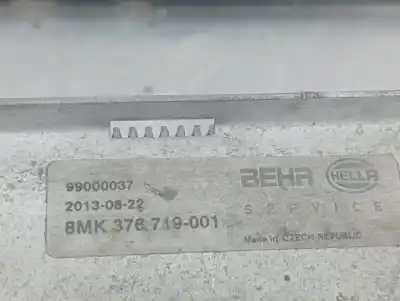 99000037
2013-08-22
8MK 376 719-001
BEHR HELLA
SERVICE
Made in CZECH REPUBLIC